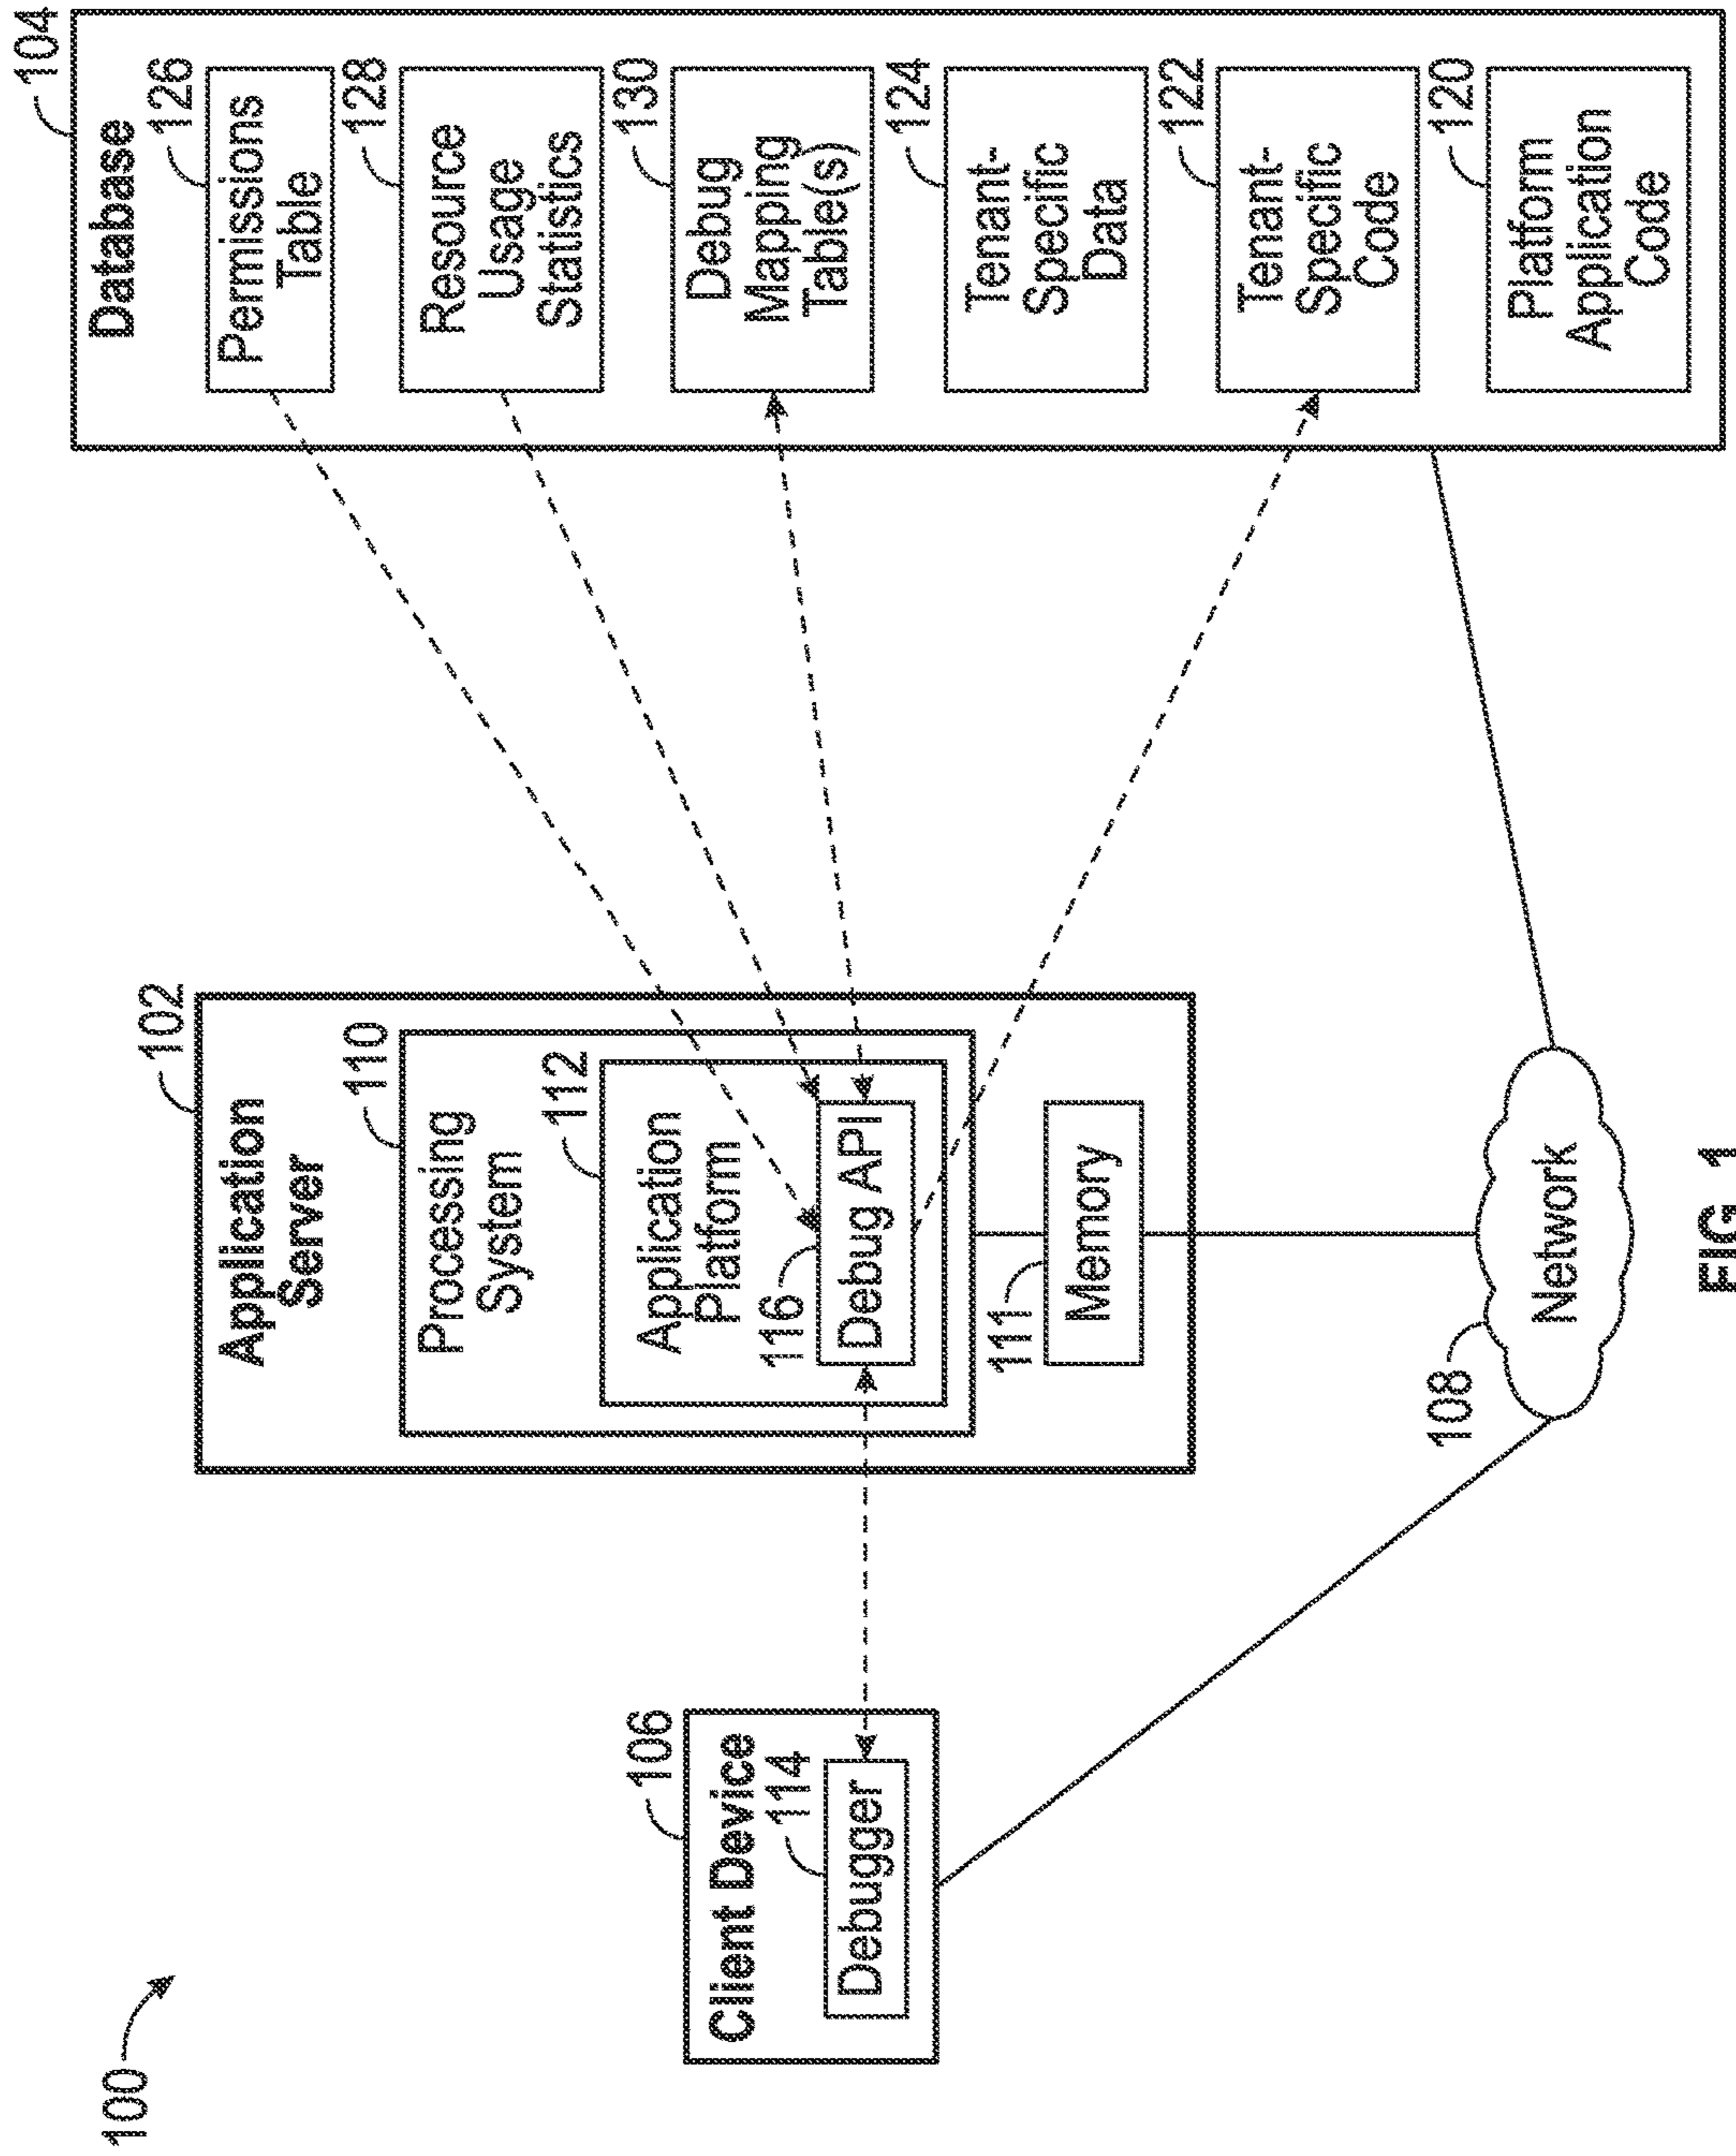 100
106
Client Device
114
Debugger
102
Application
Server
110
Processing
System
112
Application
Platform
116
Debug API
111
Memory
108
Network
104
Database
126
Permissions
Table
128
Resource
Usage
Statistics
130
Debug
Mapping
Table(s)
124
Tenant-
Specific
Data
122
Tenant-
Specific
Code
120
Platform
Application
Code
FIG. 1